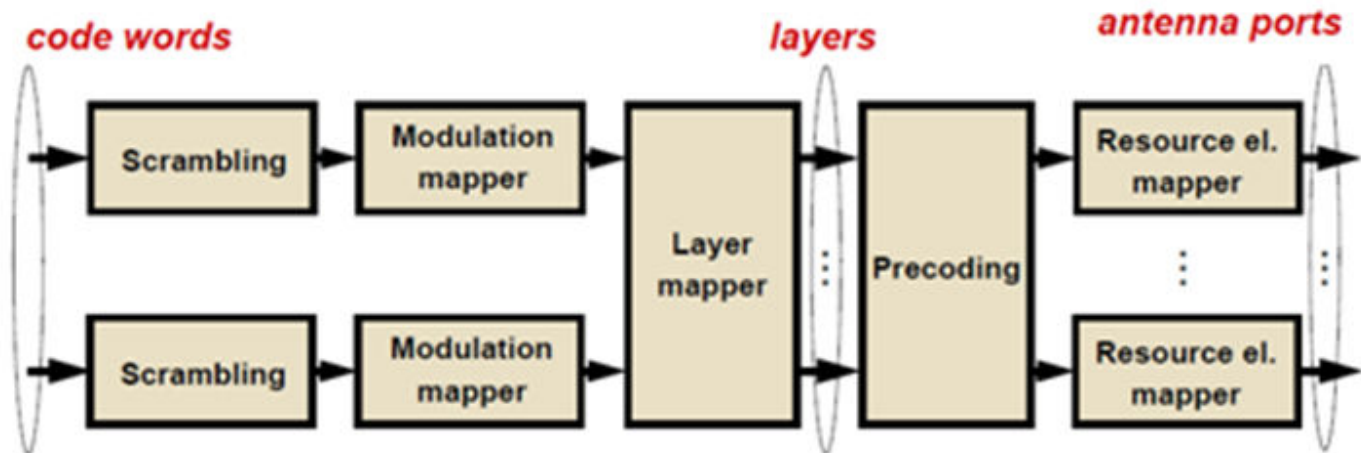 code words
layers
antenna ports
Scrambling
Modulation
mapper
Layer
mapper
Precoding
Resource el.
mapper
Scrambling
Modulation
mapper
Resource el.
mapper